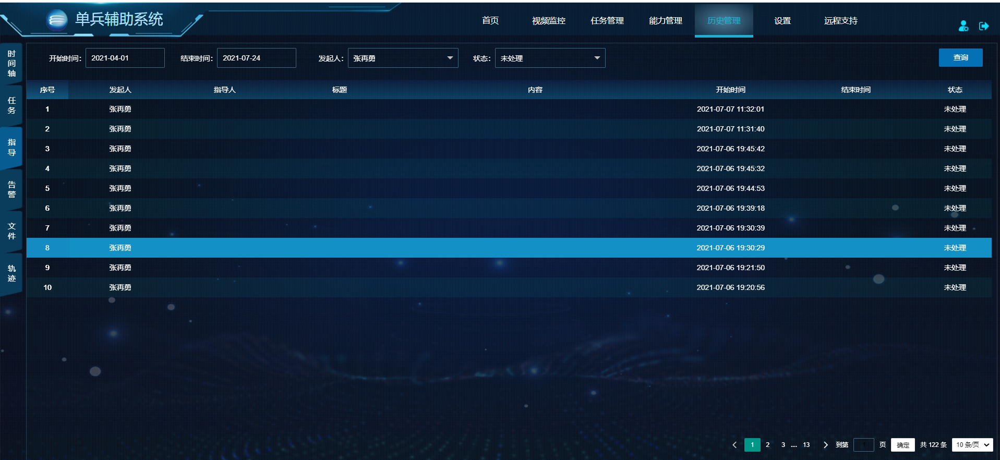 单兵辅助系统
首页 视频监控 任务管理 能力管理 历史管理 设置 远程支持
时间轴
任务
指导
告警
文件
轨迹
开始时间: 2021-04-01 结束时间: 2021-07-24 发起人: 张再勇 状态: 未处理 查询
序号 发起人 指导人 标题 内容 开始时间 结束时间 状态
1 张再勇 2021-07-07 11:32:01 未处理
2 张再勇 2021-07-07 11:31:40 未处理
3 张再勇 2021-07-06 19:45:42 未处理
4 张再勇 2021-07-06 19:45:32 未处理
5 张再勇 2021-07-06 19:44:53 未处理
6 张再勇 2021-07-06 19:39:18 未处理
7 张再勇 2021-07-06 19:30:39 未处理
8 张再勇 2021-07-06 19:30:29 未处理
9 张再勇 2021-07-06 19:21:50 未处理
10 张再勇 2021-07-06 19:20:56 未处理
1 2 3 ... 13 到第 1 页 确定 共 122 条 10 条/页